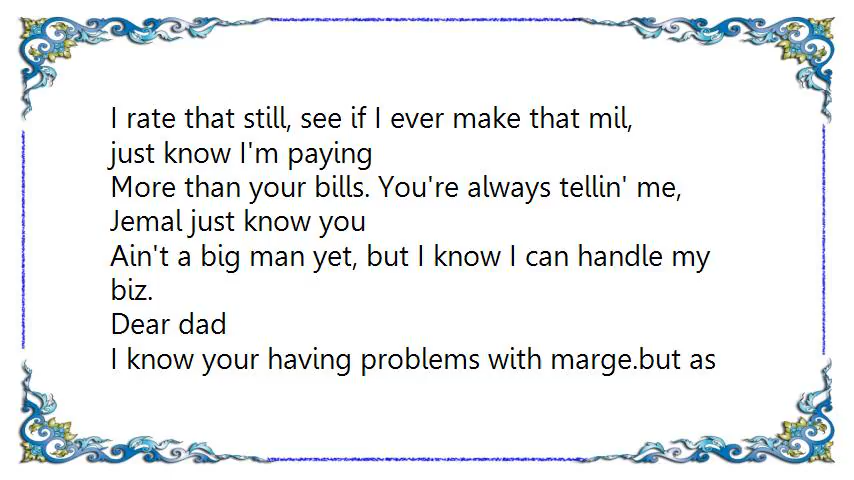 I rate that still, see if I ever make that mil,
just know I'm paying
More than your bills. You're always tellin' me,
Jemal just know you
Ain't a big man yet, but I know I can handle my
biz.
Dear dad
I know your having problems with marge.but as